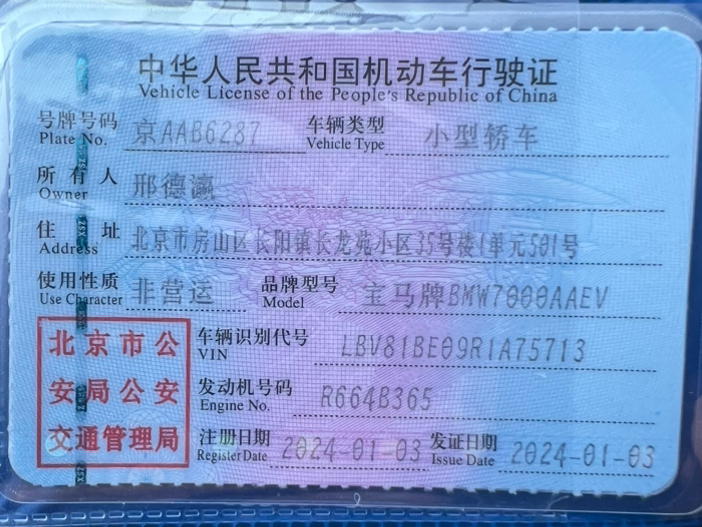 中华人民共和国机动车行驶证
Vehicle License of the People's Republic of China
号牌号码 京AAB6287 车辆类型 小型轿车
Plate No. Vehicle Type
所有人 邢德瀛
Owner
住址 北京市房山区长阳镇长龙苑小区35号楼1单元501号
Address
使用性质 非营运 品牌型号 宝马牌BMW7000AAEV
Use Character Model
北京市公
安局公安
交通管理局
车辆识别代号 LBV81BE09R1A75713
VIN
发动机号码 R664B365
Engine No.
注册日期 2024-01-03 发证日期 2024-01-03
Register Date Issue Date